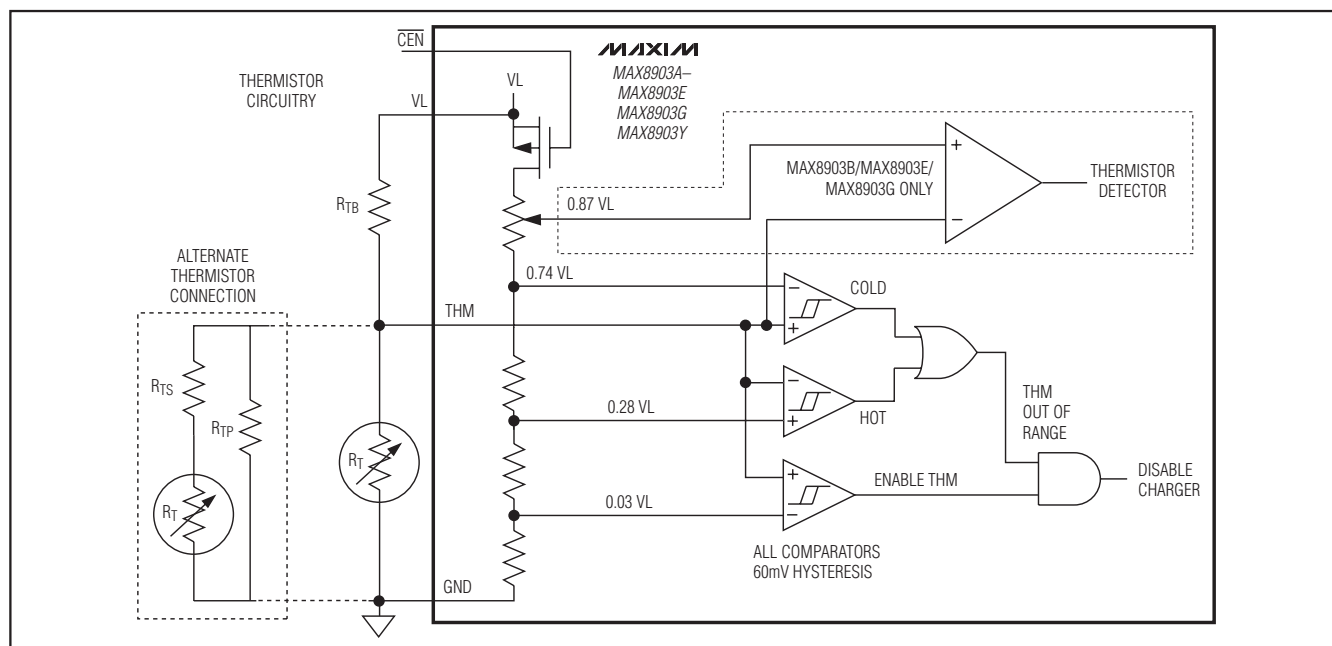 CEN
MAXIM
MAX8903A–
MAX8903E
MAX8903G
MAX8903Y
THERMISTOR
CIRCUITRY
VL
VL
MAX8903B/MAX8903E/
MAX8903G ONLY
+
−
THERMISTOR
DETECTOR
RTB
0.87 VL
ALTERNATE
THERMISTOR
CONNECTION
0.74 VL
−
+
COLD
THM
RTS
RTP
RT
RT
0.28 VL
−
+
HOT
THM
OUT OF
RANGE
0.03 VL
+
−
ENABLE THM
DISABLE
CHARGER
ALL COMPARATORS
60mV HYSTERESIS
GND